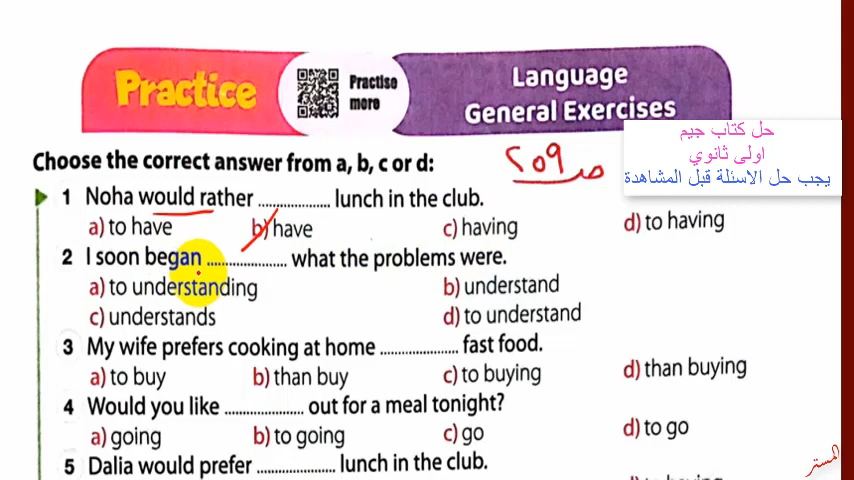 Practice
Practise
more
Language
General Exercises
حل كتاب جيم
اولى ثانوي
يجب حل الاسئلة قبل المشاهدة
ص ٢٥٩
Choose the correct answer from a, b, c or d:
1 Noha would rather .................... lunch in the club.
a) to have b) have c) having d) to having
2 I soon began ...................... what the problems were.
a) to understanding b) understand
c) understands d) to understand
3 My wife prefers cooking at home ...................... fast food.
a) to buy b) than buy c) to buying d) than buying
4 Would you like ...................... out for a meal tonight?
a) going b) to going c) go d) to go
5 Dalia would prefer ...................... lunch in the club.
المستر